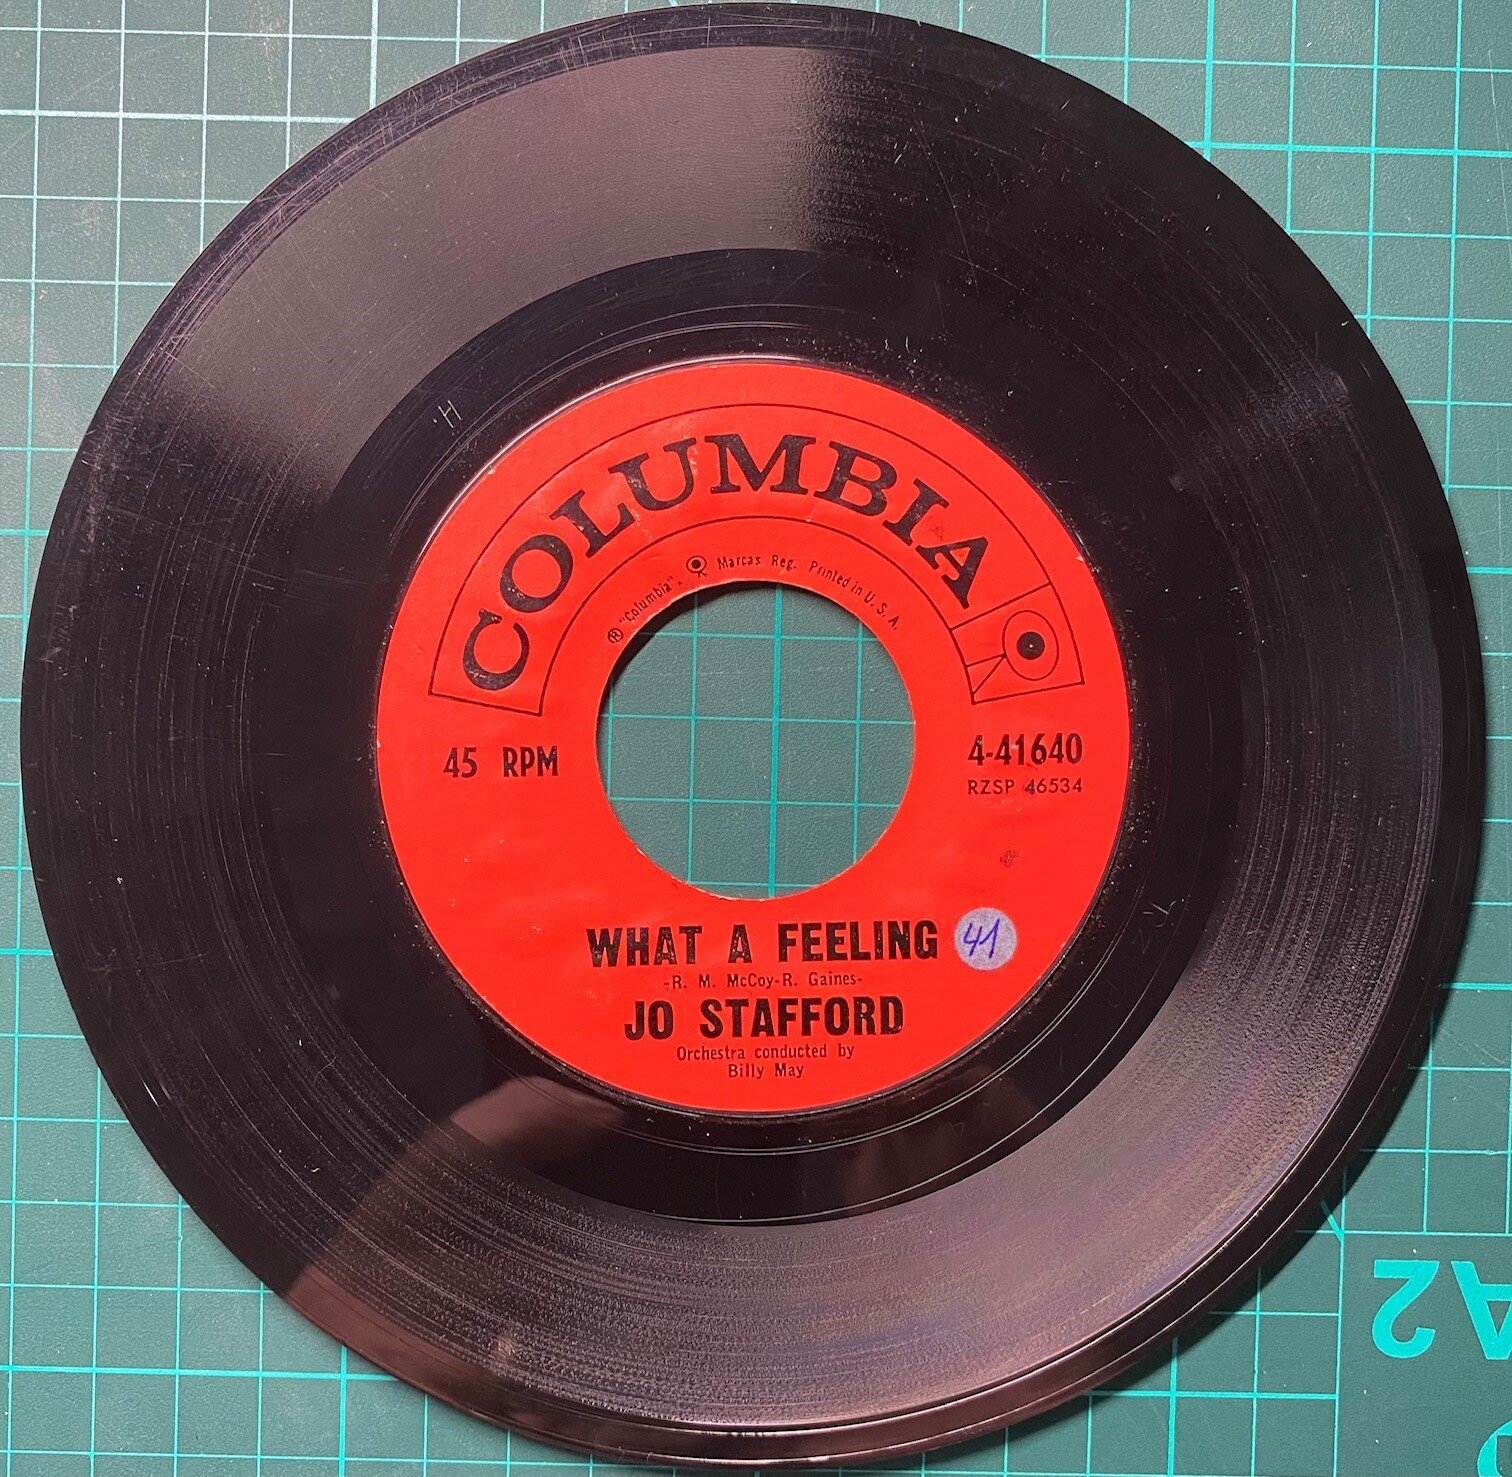 COLUMBIA
® "Columbia", Marcas Reg. Printed in U. S. A.
45 RPM
4-41640
RZSP 46534
WHAT A FEELING
41
-R. M. McCoy-R. Gaines-
JO STAFFORD
Orchestra conducted by
Billy May
H
A2